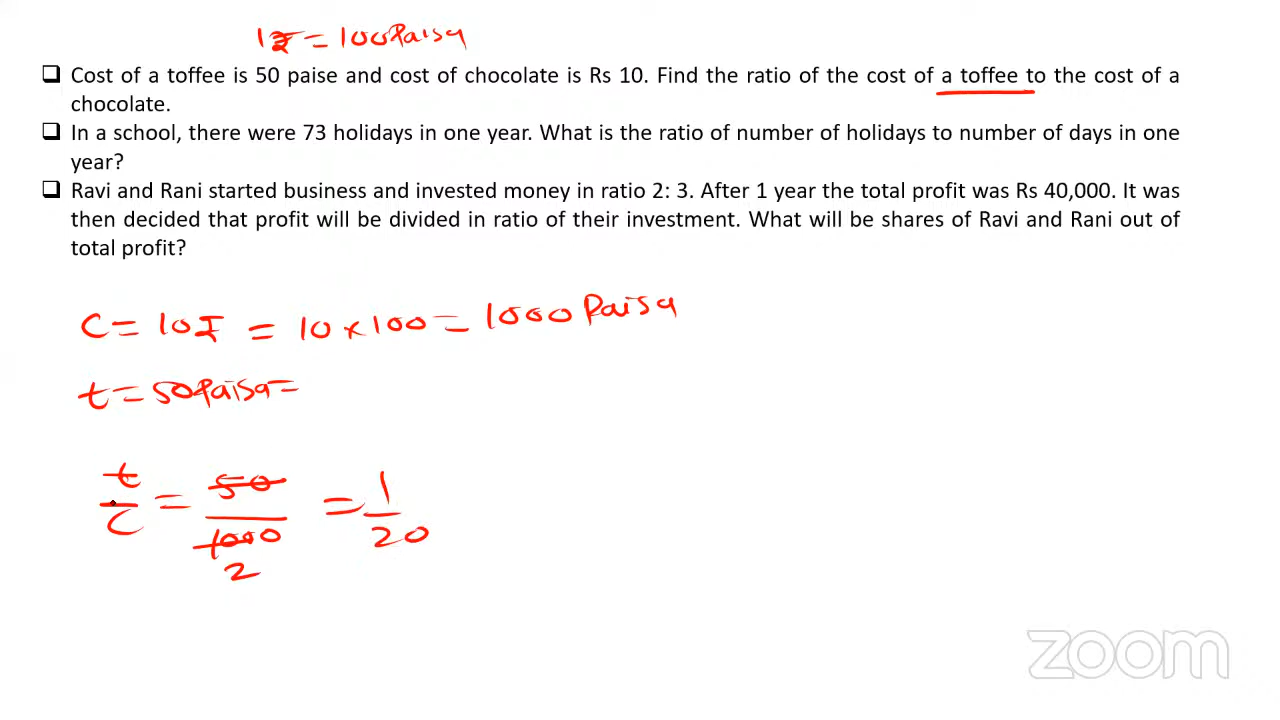 1₹ = 100 Paisa
❑ Cost of a toffee is 50 paise and cost of chocolate is Rs 10. Find the ratio of the cost of a toffee to the cost of a
chocolate.
❑ In a school, there were 73 holidays in one year. What is the ratio of number of holidays to number of days in one
year?
❑ Ravi and Rani started business and invested money in ratio 2: 3. After 1 year the total profit was Rs 40,000. It was
then decided that profit will be divided in ratio of their investment. What will be shares of Ravi and Rani out of
total profit?
C = 10₹ = 10 x 100 = 1000 Paisa
t = 50 Paisa =
t = 50 = 1
C 1000 20
2
zoom